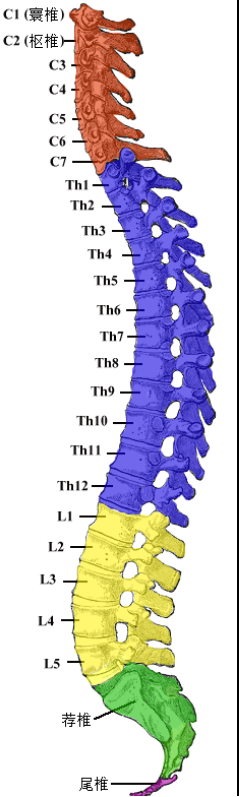 C1 (寰椎)
C2 (枢椎)
C3
C4
C5
C6
C7
Th1
Th2
Th3
Th4
Th5
Th6
Th7
Th8
Th9
Th10
Th11
Th12
L1
L2
L3
L4
L5
荐椎
尾椎